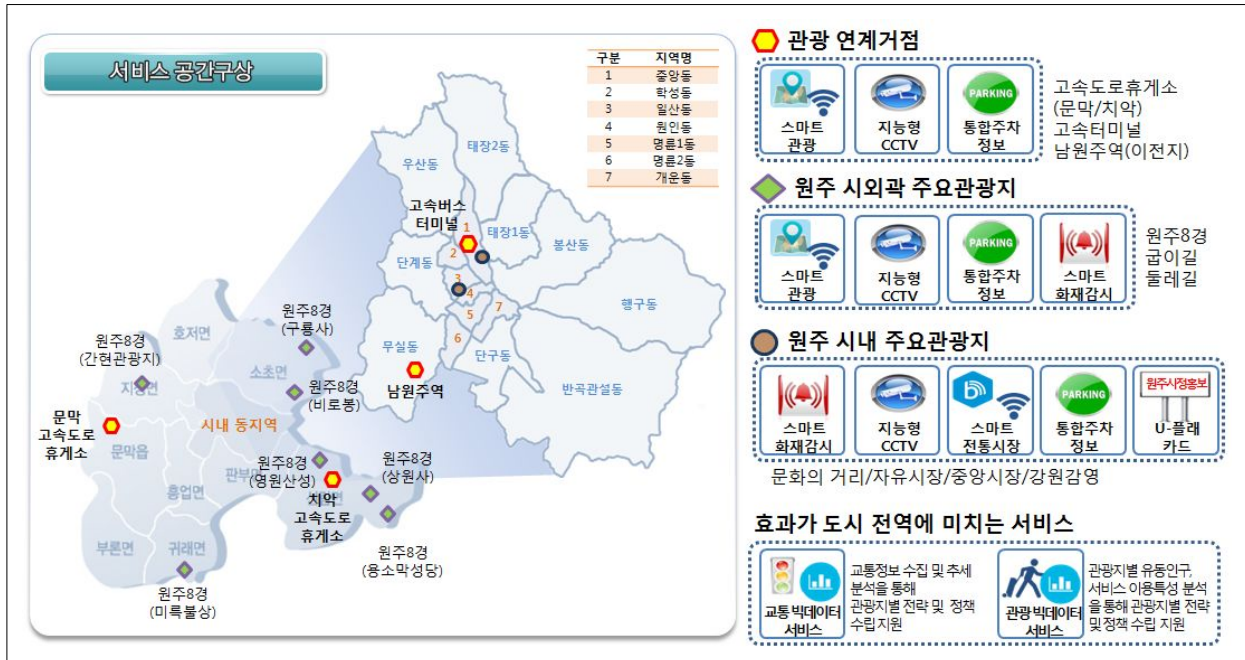 서비스 공간구상
구분 지역명
1 중앙동
2 학성동
3 일산동
4 원인동
5 명륜1동
6 명륜2동
7 개운동
태장2동
우산동
고속버스
터미널
1
태장1동
2
봉산동
단계동
3
4
행구동
5
7
6
무실동
단구동
남원주역
반곡관설동
호저면
원주8경
(구룡사)
원주8경
(간현관광지)
소초면
원주8경
(비로봉)
문막
고속도로
휴게소
시내 동지역
문막읍
판부면
원주8경
(영원산성)
원주8경
(상원사)
흥업면
치악
고속도로
휴게소
부론면
귀래면
원주8경
(용소막성당)
원주8경
(미륵불상)
관광 연계거점
스마트
관광
지능형
CCTV
PARKING
통합주차
정보
고속도로휴게소
(문막/치악)
고속터미널
남원주역(이전지)
원주 시외곽 주요관광지
스마트
관광
지능형
CCTV
PARKING
통합주차
정보
스마트
화재감시
원주8경
굽이길
둘레길
원주 시내 주요관광지
스마트
화재감시
지능형
CCTV
b
스마트
전통시장
PARKING
통합주차
정보
원주시정홍보
U-플래
카드
문화의 거리/자유시장/중앙시장/강원감영
효과가 도시 전역에 미치는 서비스
교통 빅데이터
서비스
교통정보 수집 및 추세
분석을 통해
관광지별 전략 및 정책
수립 지원
관광 빅데이터
서비스
관광지별 유동인구,
서비스 이용특성 분석
을 통해 관광지별 전략
및 정책 수립 지원